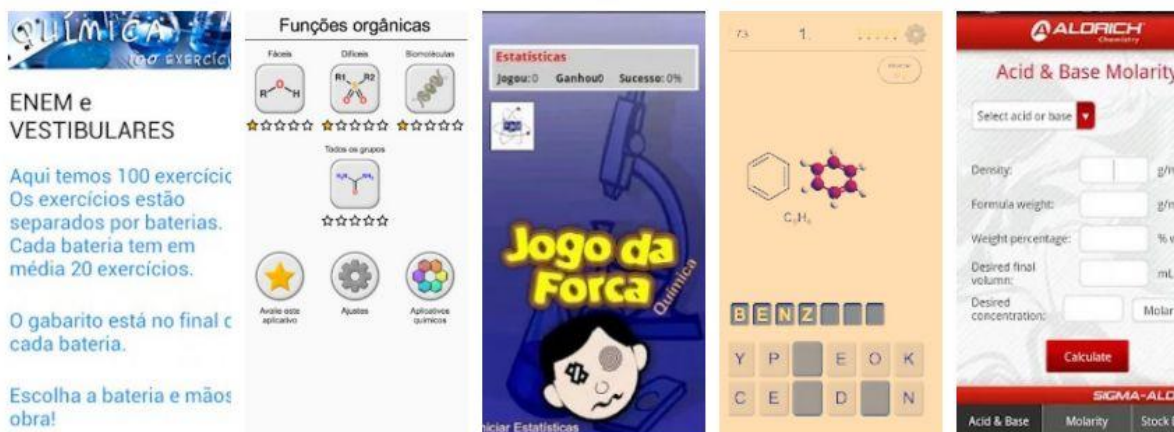 QUÍMICA
100 EXERCÍC
ENEM e
VESTIBULARES
Aqui temos 100 exercício
Os exercícios estão
separados por baterias.
Cada bateria tem em
média 20 exercícios.
O gabarito está no final d
cada bateria.
Escolha a bateria e mãos
obra!
Funções orgânicas
Fáceis Difíceis Biomoléculas
R O H
R1 R2
S
O O
Todos os grupos
Avalie este
aplicativo
Ajustes
Aplicativos
químicos
Estatísticas
Jogou:0 Ganhou0 Sucesso: 0%
Jogo da
Forca
Química
iniciar Estatísticas
73 1.
C₆H₆
B E N Z
Y P E O K
C E D N
ALDRICH
Chemistry
Acid & Base Molarity
Select acid or base
Density: g/m
Formula weight: g/m
Weight percentage: % w
Desired final
volumn: mL
Desired
concentration: Molar
Calculate
SIGMA-ALD
Acid & Base Molarity Stock